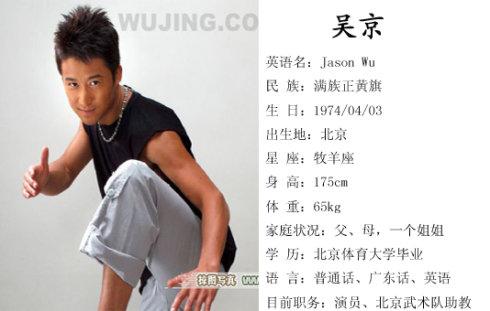 WUJING.CO
吴京
英语名：Jason Wu
民 族：满族正黄旗
生 日：1974/04/03
出生地：北京
星 座：牧羊座
身 高：175cm
体 重：65kg
家庭状况：父、母，一个姐姐
学 历：北京体育大学毕业
语 言：普通话、广东话、英语
目前职务：演员、北京武术队助教